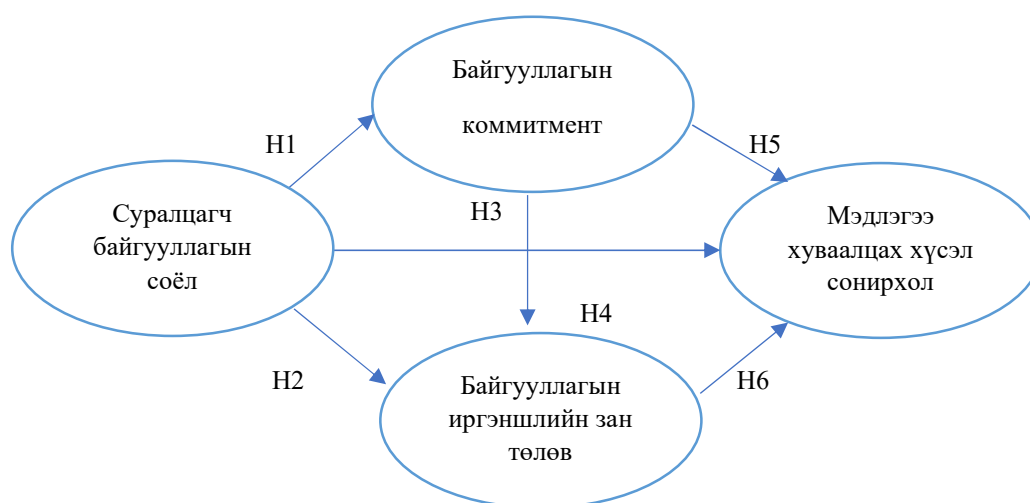 Байгууллагын
коммитмент
H1
H5
Суралцагч
байгууллагын
соёл
H3
Мэдлэгээ
хуваалцах хүсэл
сонирхол
H4
H2
Байгууллагын
иргэншлийн зан
төлөв
H6